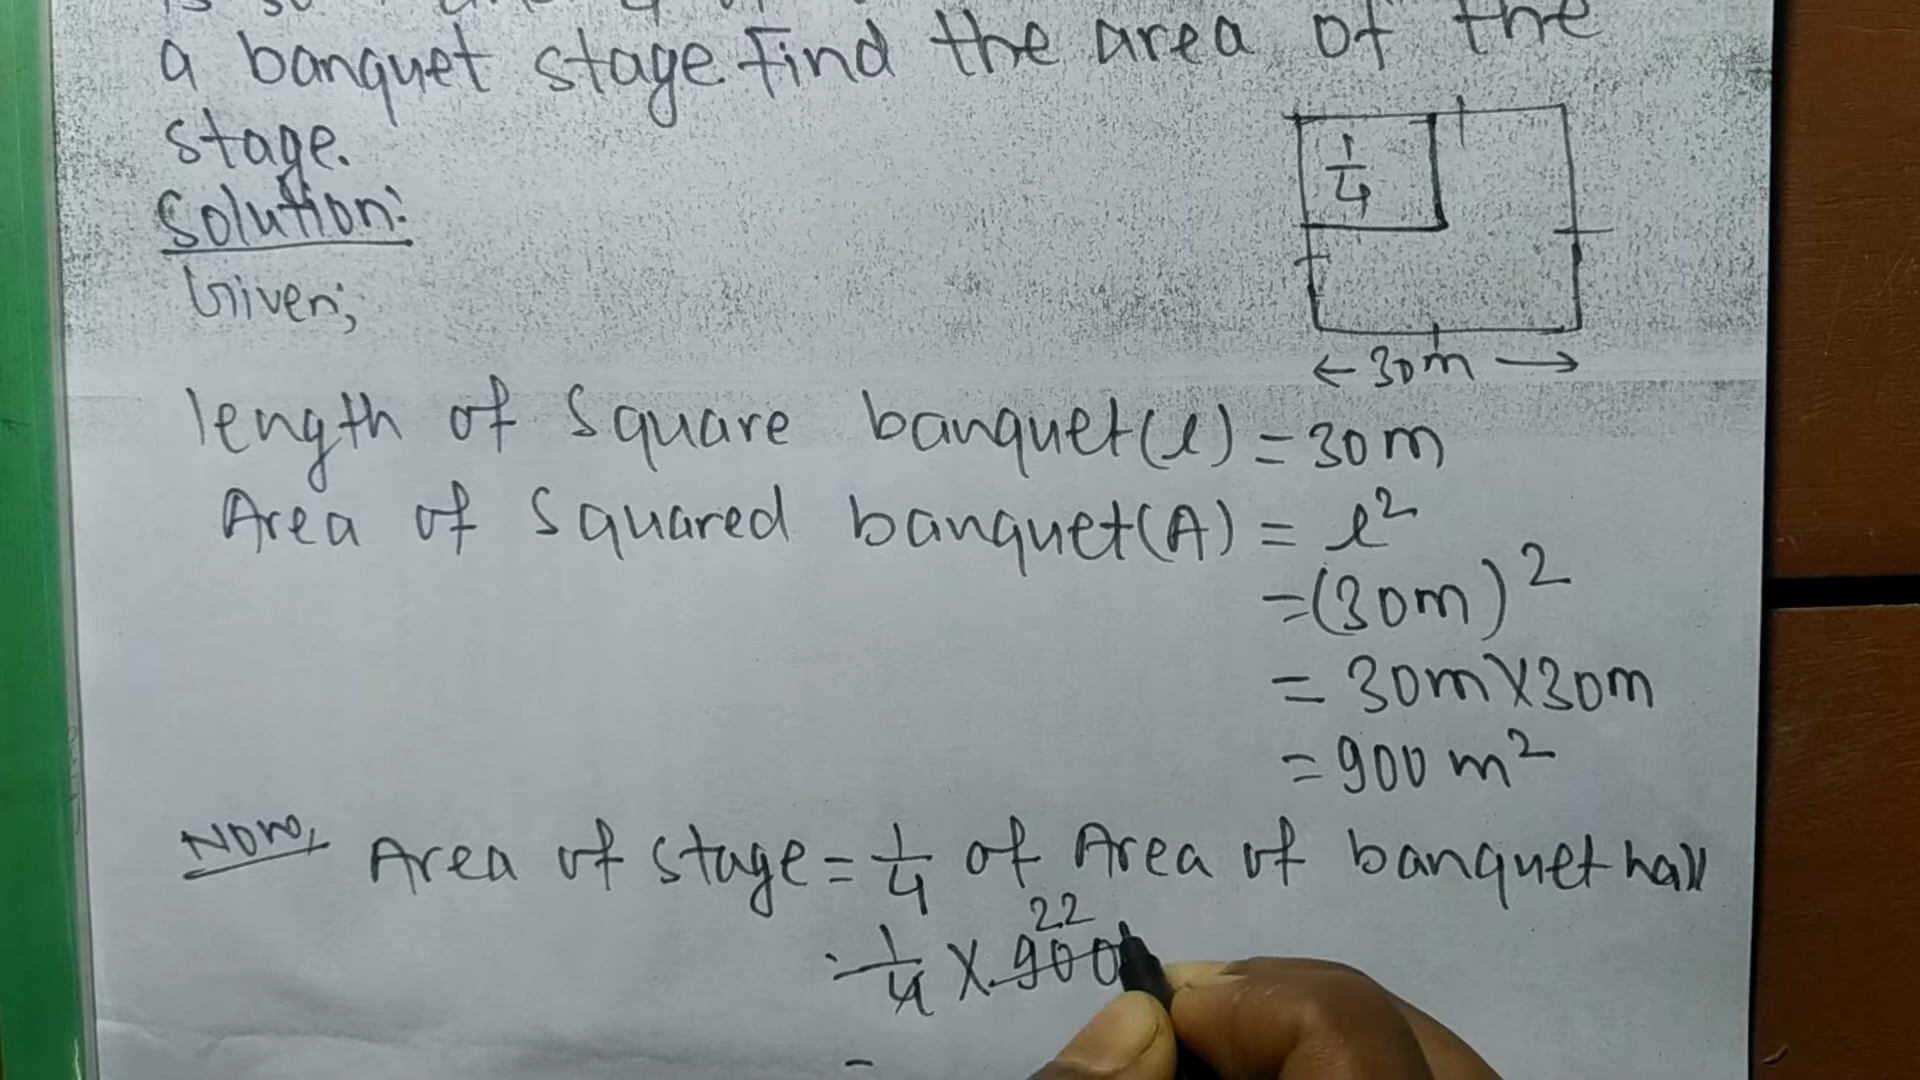 a banquet stage. Find the area of the
stage.
Solution:
Given;
1/4
← 30m →
length of square banquet(l) = 30m
Area of squared banquet(A) = l²
= (30m)²
= 30m×30m
= 900 m²
Now, Area of stage = 1/4 of Area of banquet hall
= 1/4 × 900
22
=